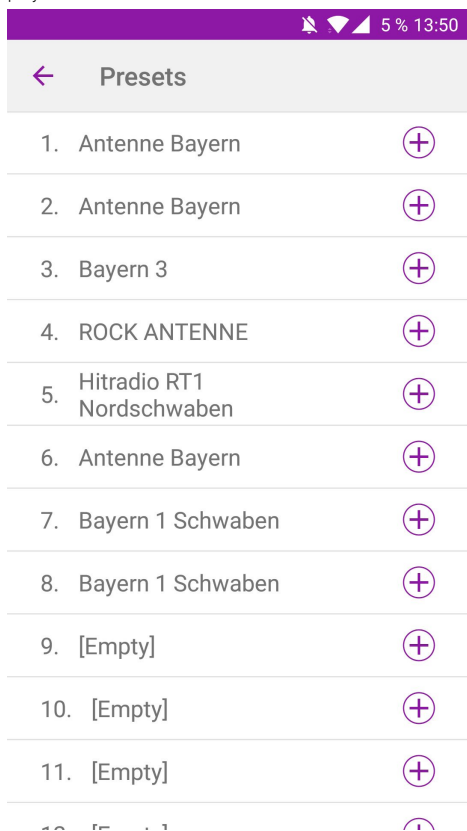 5 % 13:50
Presets
1. Antenne Bayern
2. Antenne Bayern
3. Bayern 3
4. ROCK ANTENNE
5. Hitradio RT1
Nordschwaben
6. Antenne Bayern
7. Bayern 1 Schwaben
8. Bayern 1 Schwaben
9. [Empty]
10. [Empty]
11. [Empty]